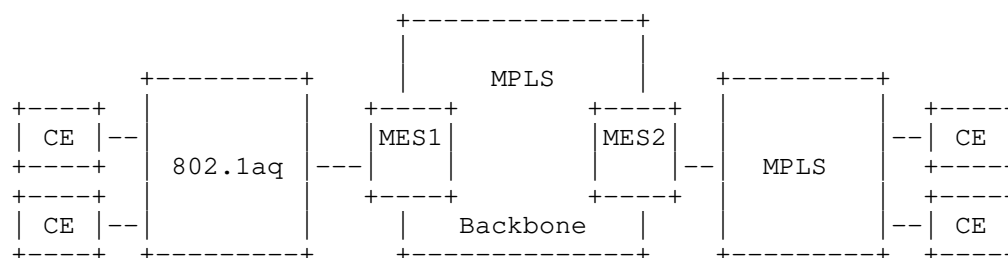 MPLS
CE MES1 MES2 CE
802.1aq MPLS
CE Backbone CE